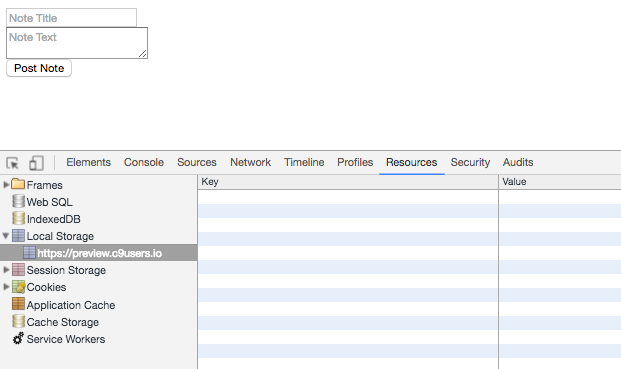 Note Title
Note Text
Post Note
Elements Console Sources Network Timeline Profiles Resources Security Audits
Frames
Web SQL
IndexedDB
Local Storage
https://preview.c9users.io
Session Storage
Cookies
Application Cache
Cache Storage
Service Workers
Key Value